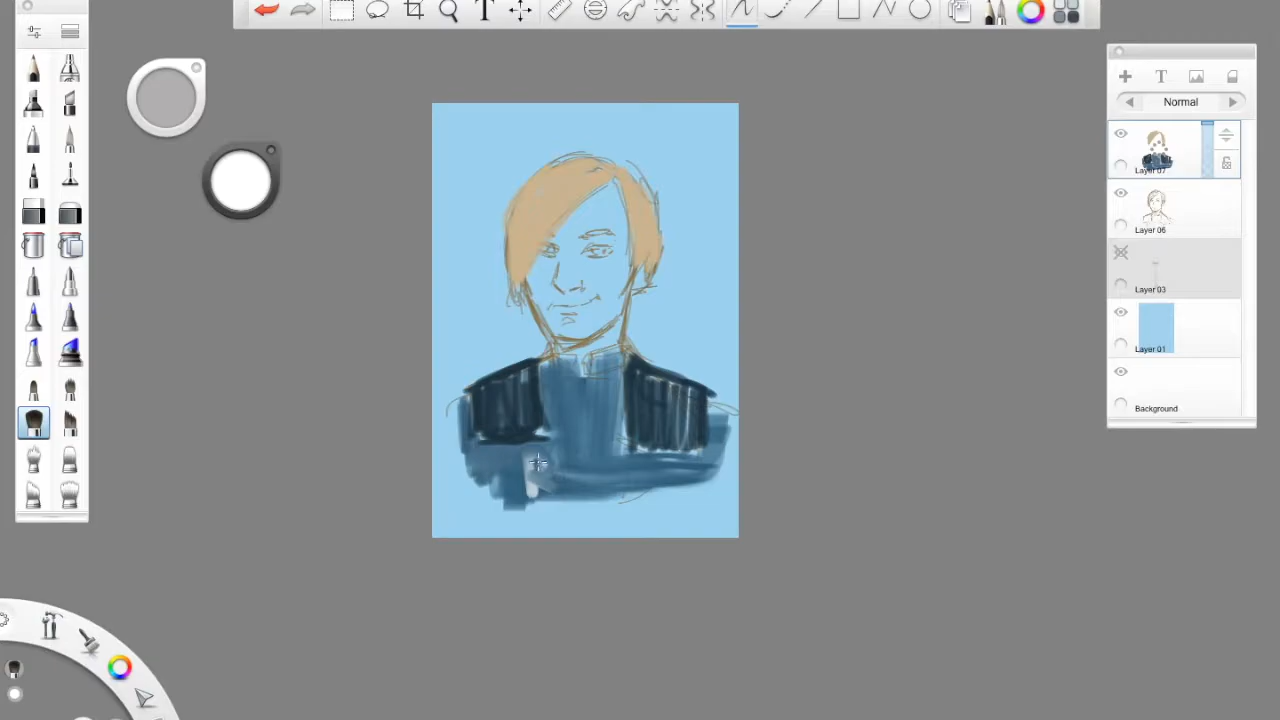 T
T
Normal
Layer 07
Layer 06
Layer 03
Layer 01
Background